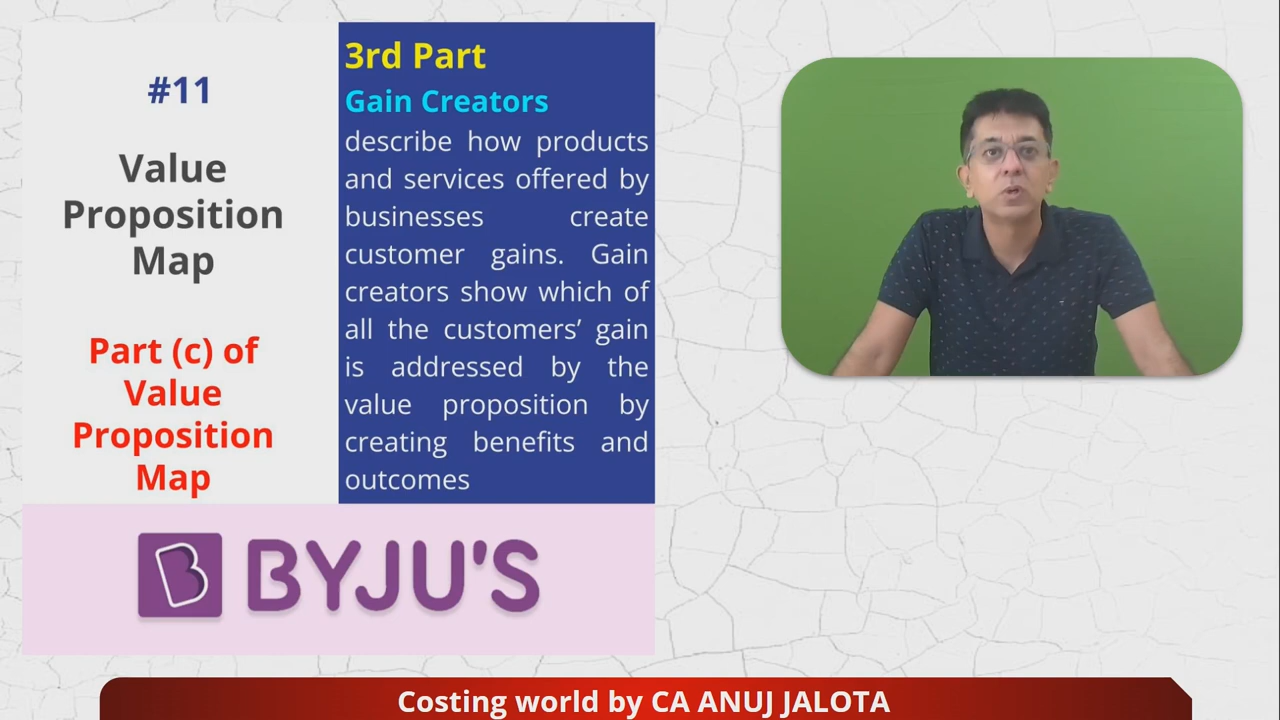 #11
Value
Proposition
Map
Part (c) of
Value
Proposition
Map
3rd Part
Gain Creators
describe how products
and services offered by
businesses create
customer gains. Gain
creators show which of
all the customers’ gain
is addressed by the
value proposition by
creating benefits and
outcomes
B BYJU'S
Costing world by CA ANUJ JALOTA